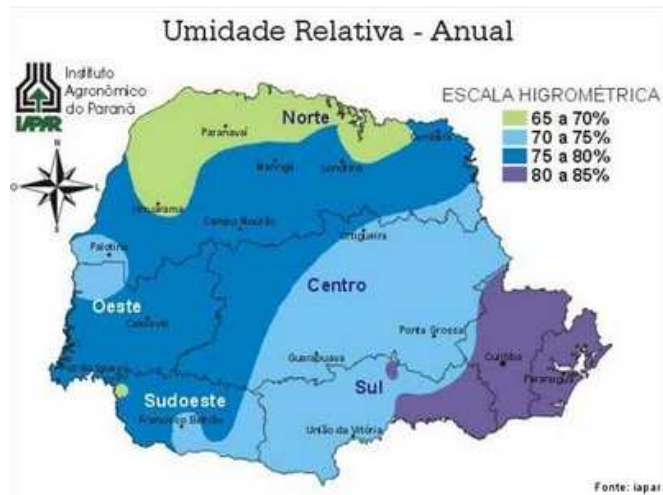 Umidade Relativa - Anual
Instituto
Agronômico
do Paraná
IAPAR
ESCALA HIGROMÉTRICA
65 a 70%
70 a 75%
75 a 80%
80 a 85%
N
O
L
S
Norte
Paranavaí
Maringá
Londrina
Umuarama
Campo Mourão
Ortigueira
Palotina
Oeste
Cascavel
Centro
Ponta Grossa
Guarapuava
Curitiba
Paranaguá
Sul
Sudoeste
Francisco Beltrão
União da Vitória
Fonte: iapar